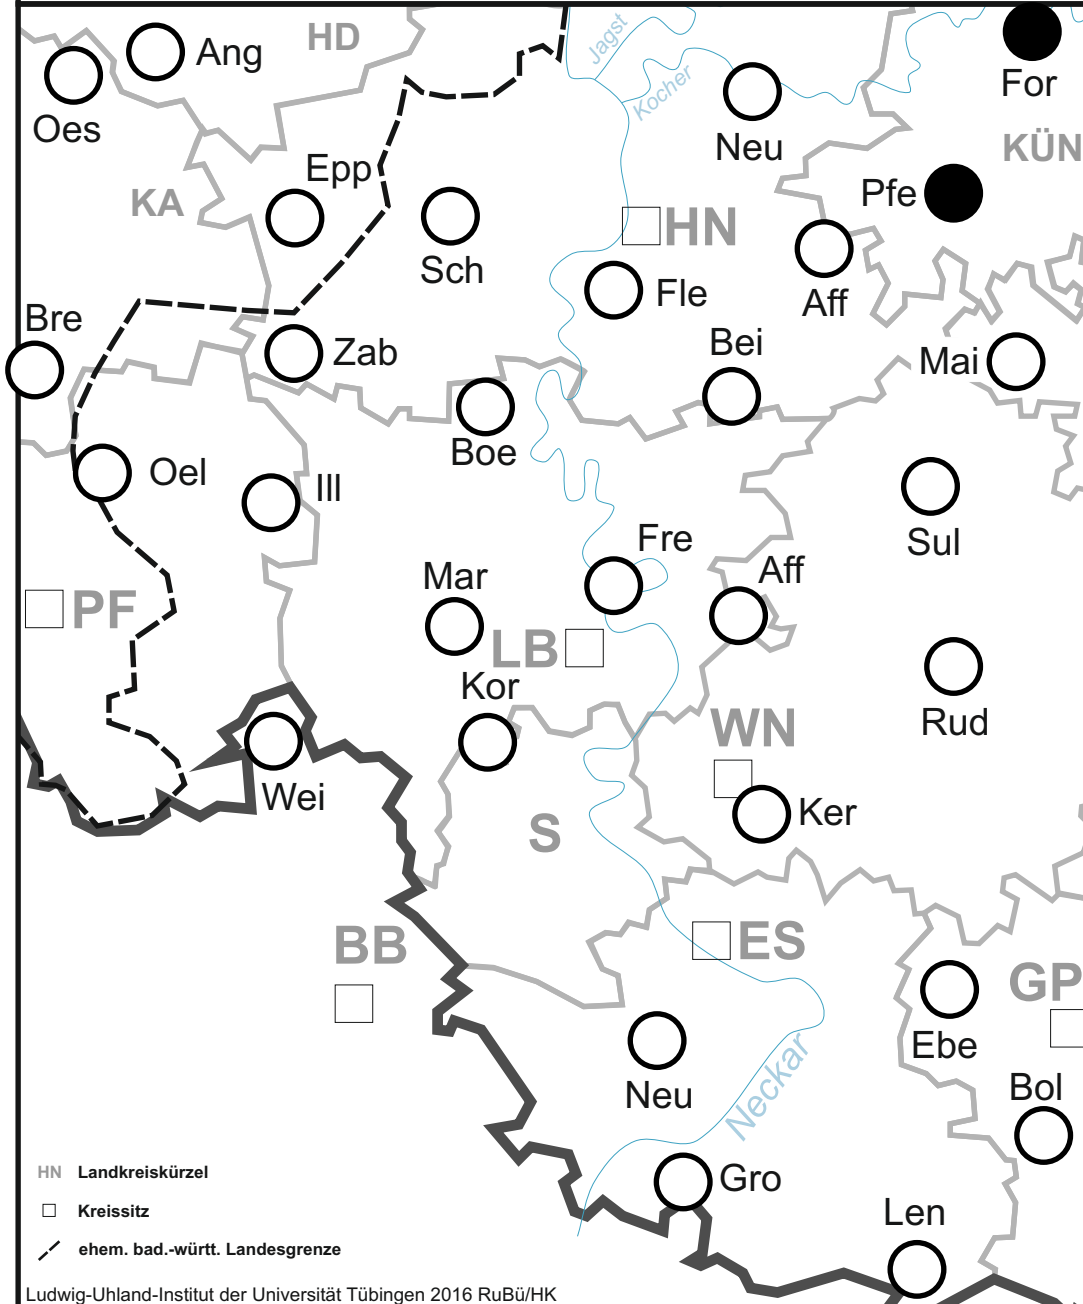 Jagst
HD
Ang
For
Oes
Kocher
Neu
KÜN
Epp
Pfe
KA
HN
Sch
Fle
Aff
Bre
Zab
Bei
Mai
Boe
Oel
Ill
Sul
Fre
Mar
Aff
PF
LB
Kor
Rud
WN
Wei
Ker
S
BB
ES
GP
Ebe
Neckar
Neu
Bol
HN Landkreiskürzel
Gro
Kreissitz
Len
ehem. bad.-württ. Landesgrenze
Ludwig-Uhland-Institut der Universität Tübingen 2016 RuBü/HK